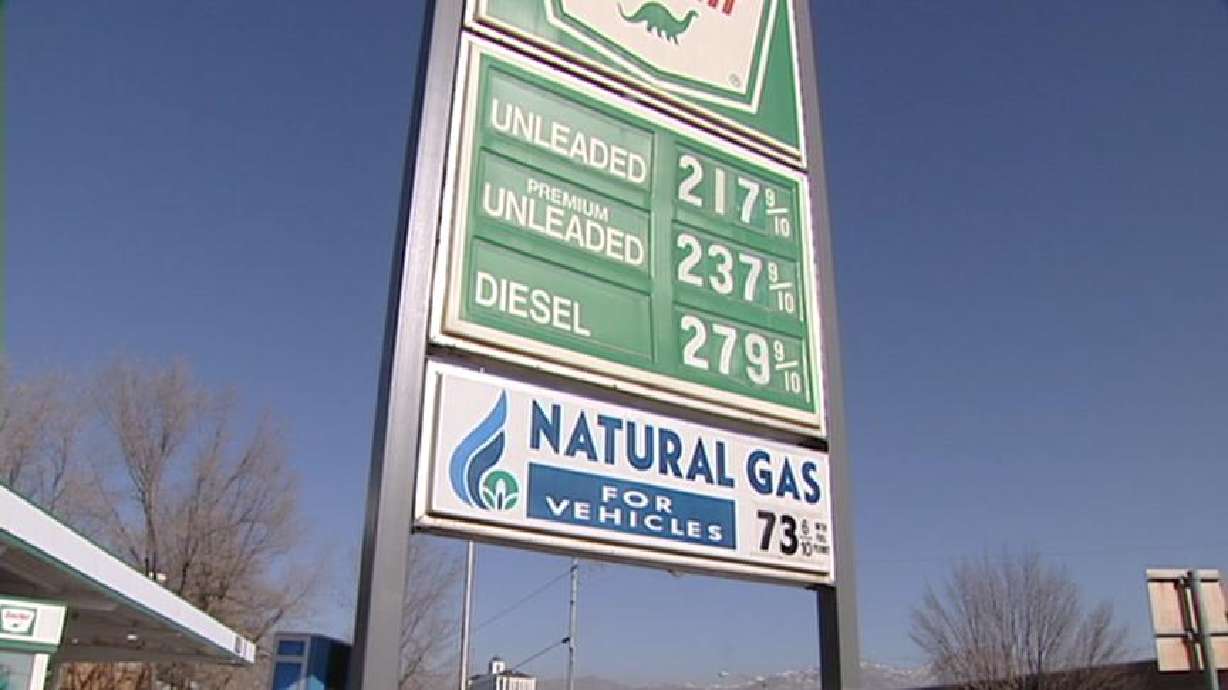 ®
UNLEADED 217 9/10
PREMIUM
UNLEADED 237 9/10
DIESEL 279 9/10
NATURAL GAS
FOR
VEHICLES
73 6/10
Sinclair